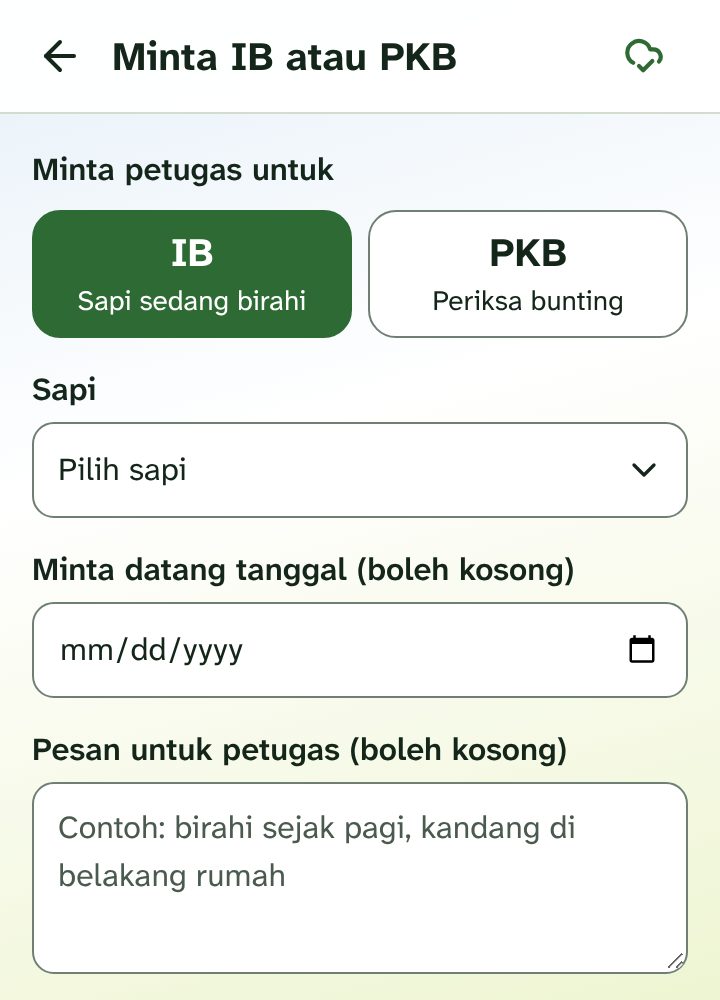 Minta IB atau PKB
Minta petugas untuk
IB
Sapi sedang birahi
PKB
Periksa bunting
Sapi
Pilih sapi
Minta datang tanggal (boleh kosong)
mm/dd/yyyy
Pesan untuk petugas (boleh kosong)
Contoh: birahi sejak pagi, kandang di
belakang rumah